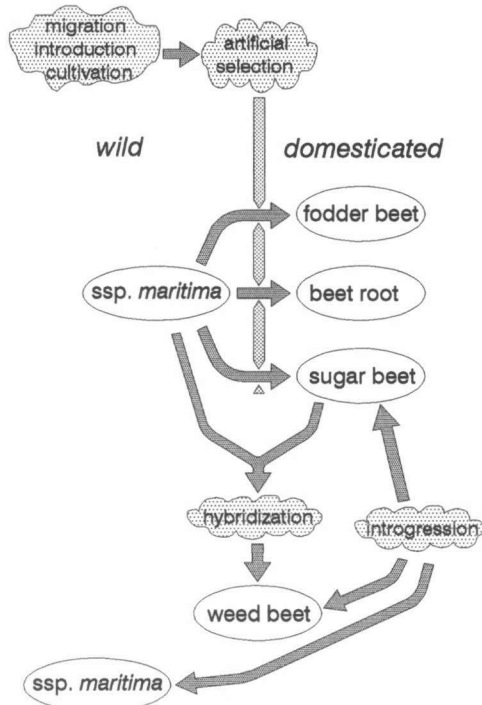 migration
introduction
cultivation
artificial
selection
wild
domesticated
fodder beet
ssp. maritima
beet root
sugar beet
hybridization
introgression
weed beet
ssp. maritima